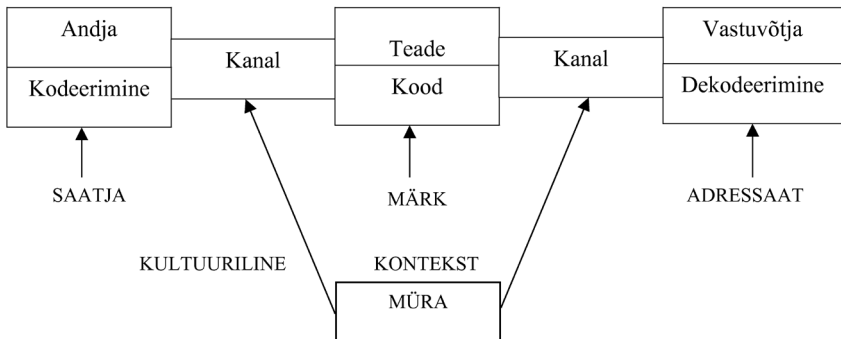 Andja
Kodeerimine
Kanal
Teade
Kood
Kanal
Vastuvõtja
Dekodeerimine
SAATJA
MÄRK
ADRESSAAT
KULTUURILINE KONTEKST
MÜRA